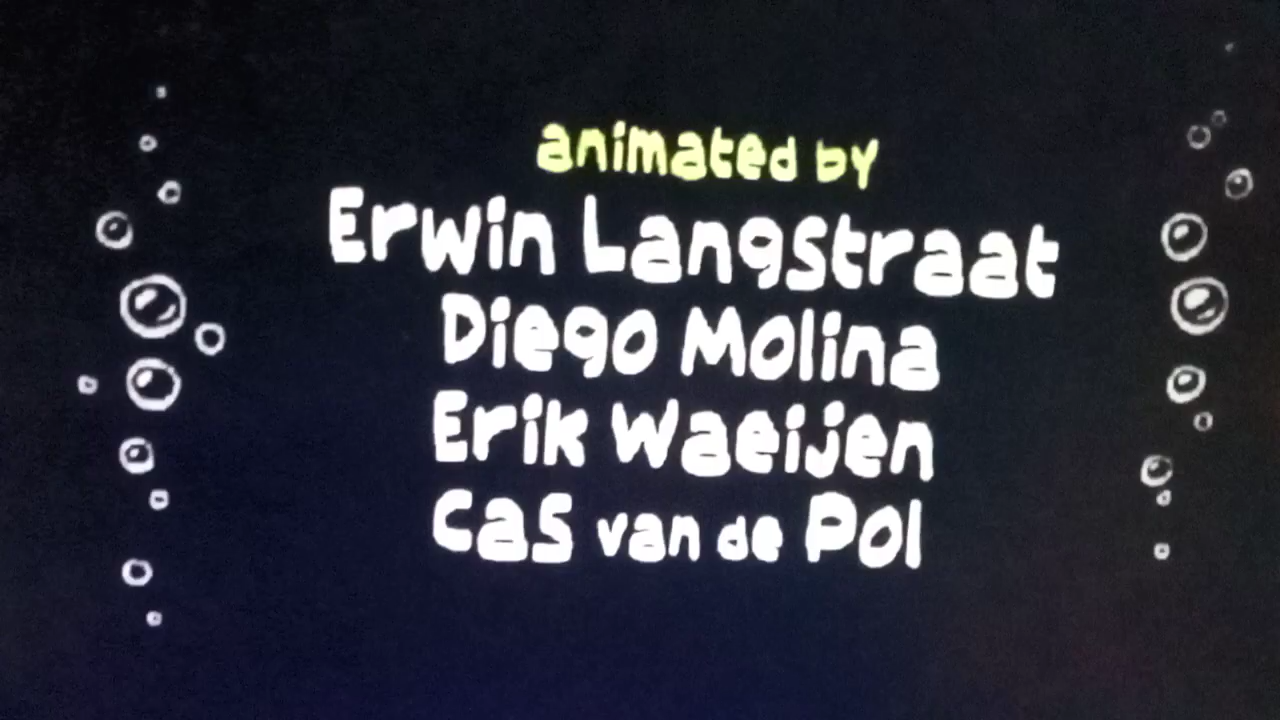 animated by
Erwin Langstraat
Diego Molina
Erik Waeijen
Cas van de Pol